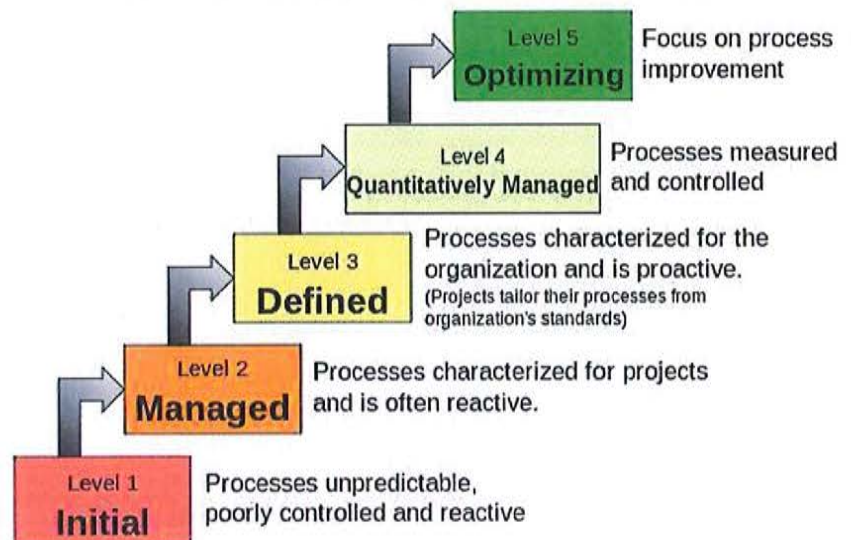 Level 5
Optimizing
Focus on process
improvement
Level 4
Quantitatively Managed
Processes measured
and controlled
Level 3
Defined
Processes characterized for the
organization and is proactive.
(Projects tailor their processes from
organization's standards)
Level 2
Managed
Processes characterized for projects
and is often reactive.
Level 1
Initial
Processes unpredictable,
poorly controlled and reactive